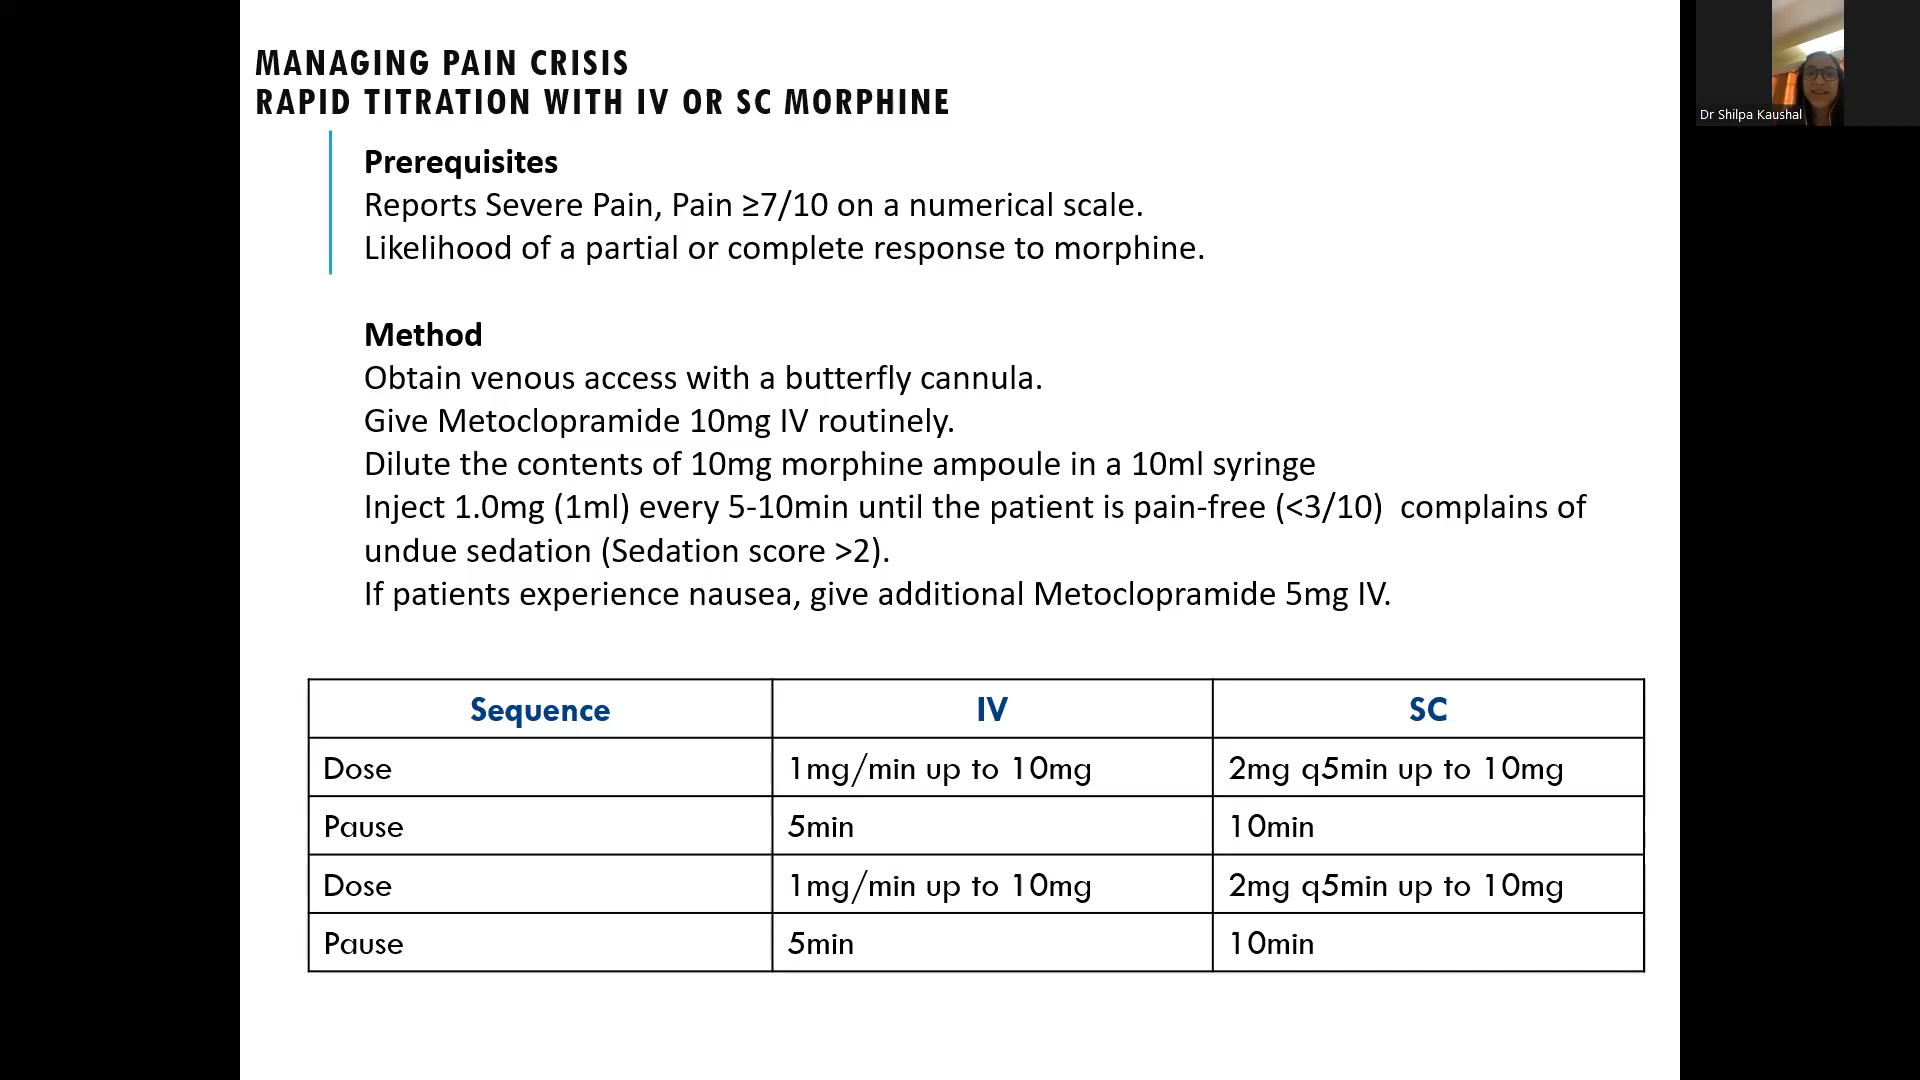 MANAGING PAIN CRISIS
RAPID TITRATION WITH IV OR SC MORPHINE
Dr Shilpa Kaushal
Prerequisites
Reports Severe Pain, Pain ≥7/10 on a numerical scale.
Likelihood of a partial or complete response to morphine.
Method
Obtain venous access with a butterfly cannula.
Give Metoclopramide 10mg IV routinely.
Dilute the contents of 10mg morphine ampoule in a 10ml syringe
Inject 1.0mg (1ml) every 5-10min until the patient is pain-free (<3/10)  complains of
undue sedation (Sedation score >2).
If patients experience nausea, give additional Metoclopramide 5mg IV.
Sequence IV SC
Dose 1mg/min up to 10mg 2mg q5min up to 10mg
Pause 5min 10min
Dose 1mg/min up to 10mg 2mg q5min up to 10mg
Pause 5min 10min